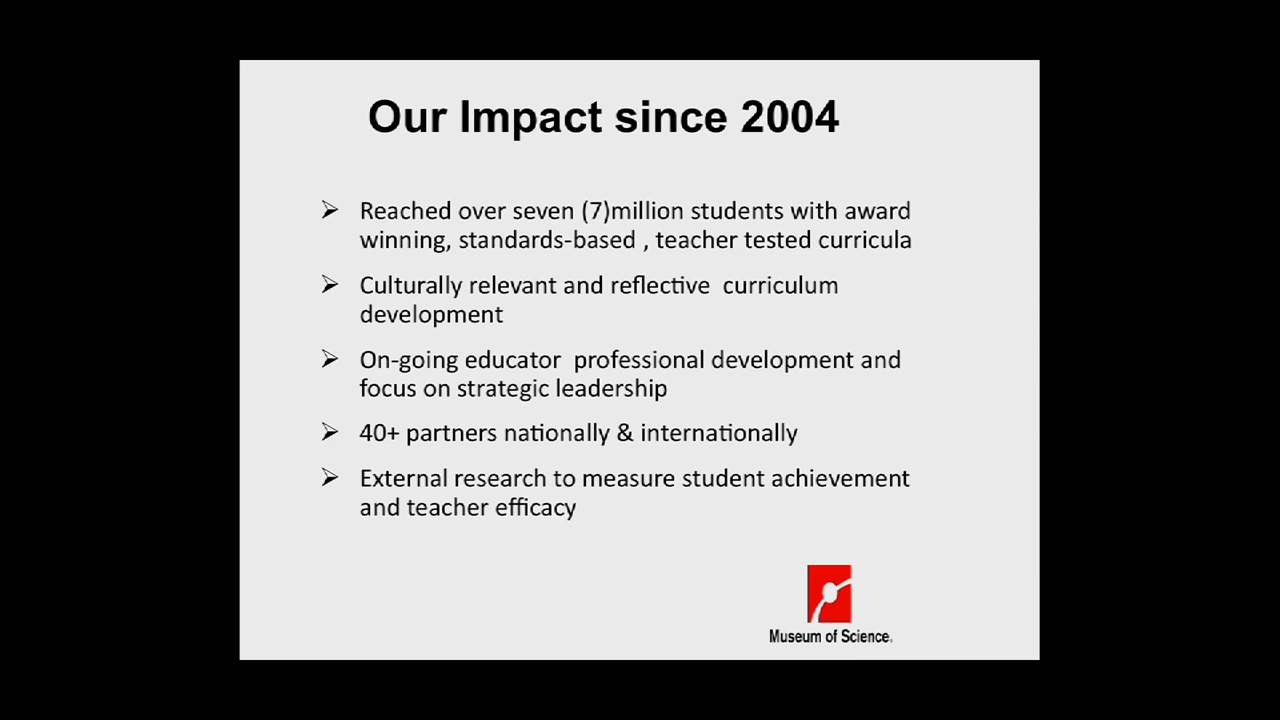 Our Impact since 2004
➢ Reached over seven (7)million students with award
winning, standards-based , teacher tested curricula
➢ Culturally relevant and reflective  curriculum
development
➢ On-going educator  professional development and
focus on strategic leadership
➢ 40+ partners nationally & internationally
➢ External research to measure student achievement
and teacher efficacy
Museum of Science.